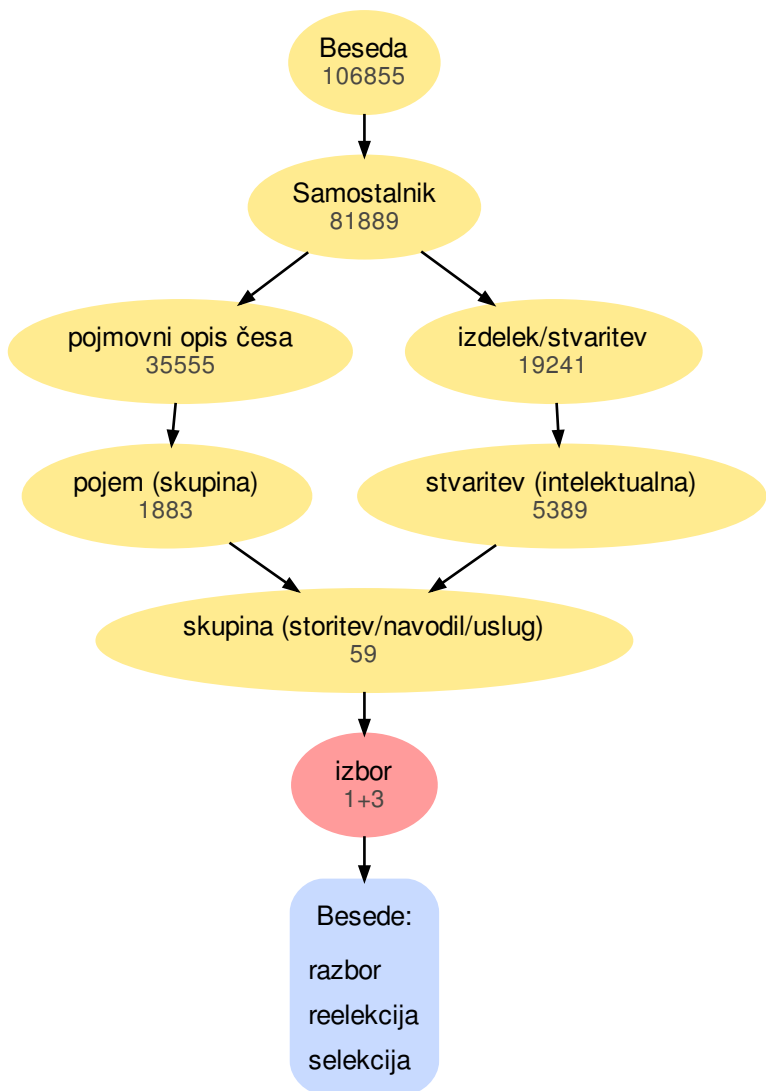 Beseda
106855
Samostalnik
81889
pojmovni opis česa
35555
izdelek/stvaritev
19241
pojem (skupina)
1883
stvaritev (intelektualna)
5389
skupina (storitev/navodil/uslug)
59
izbor
1+3
Besede:
razbor
reelekcija
selekcija